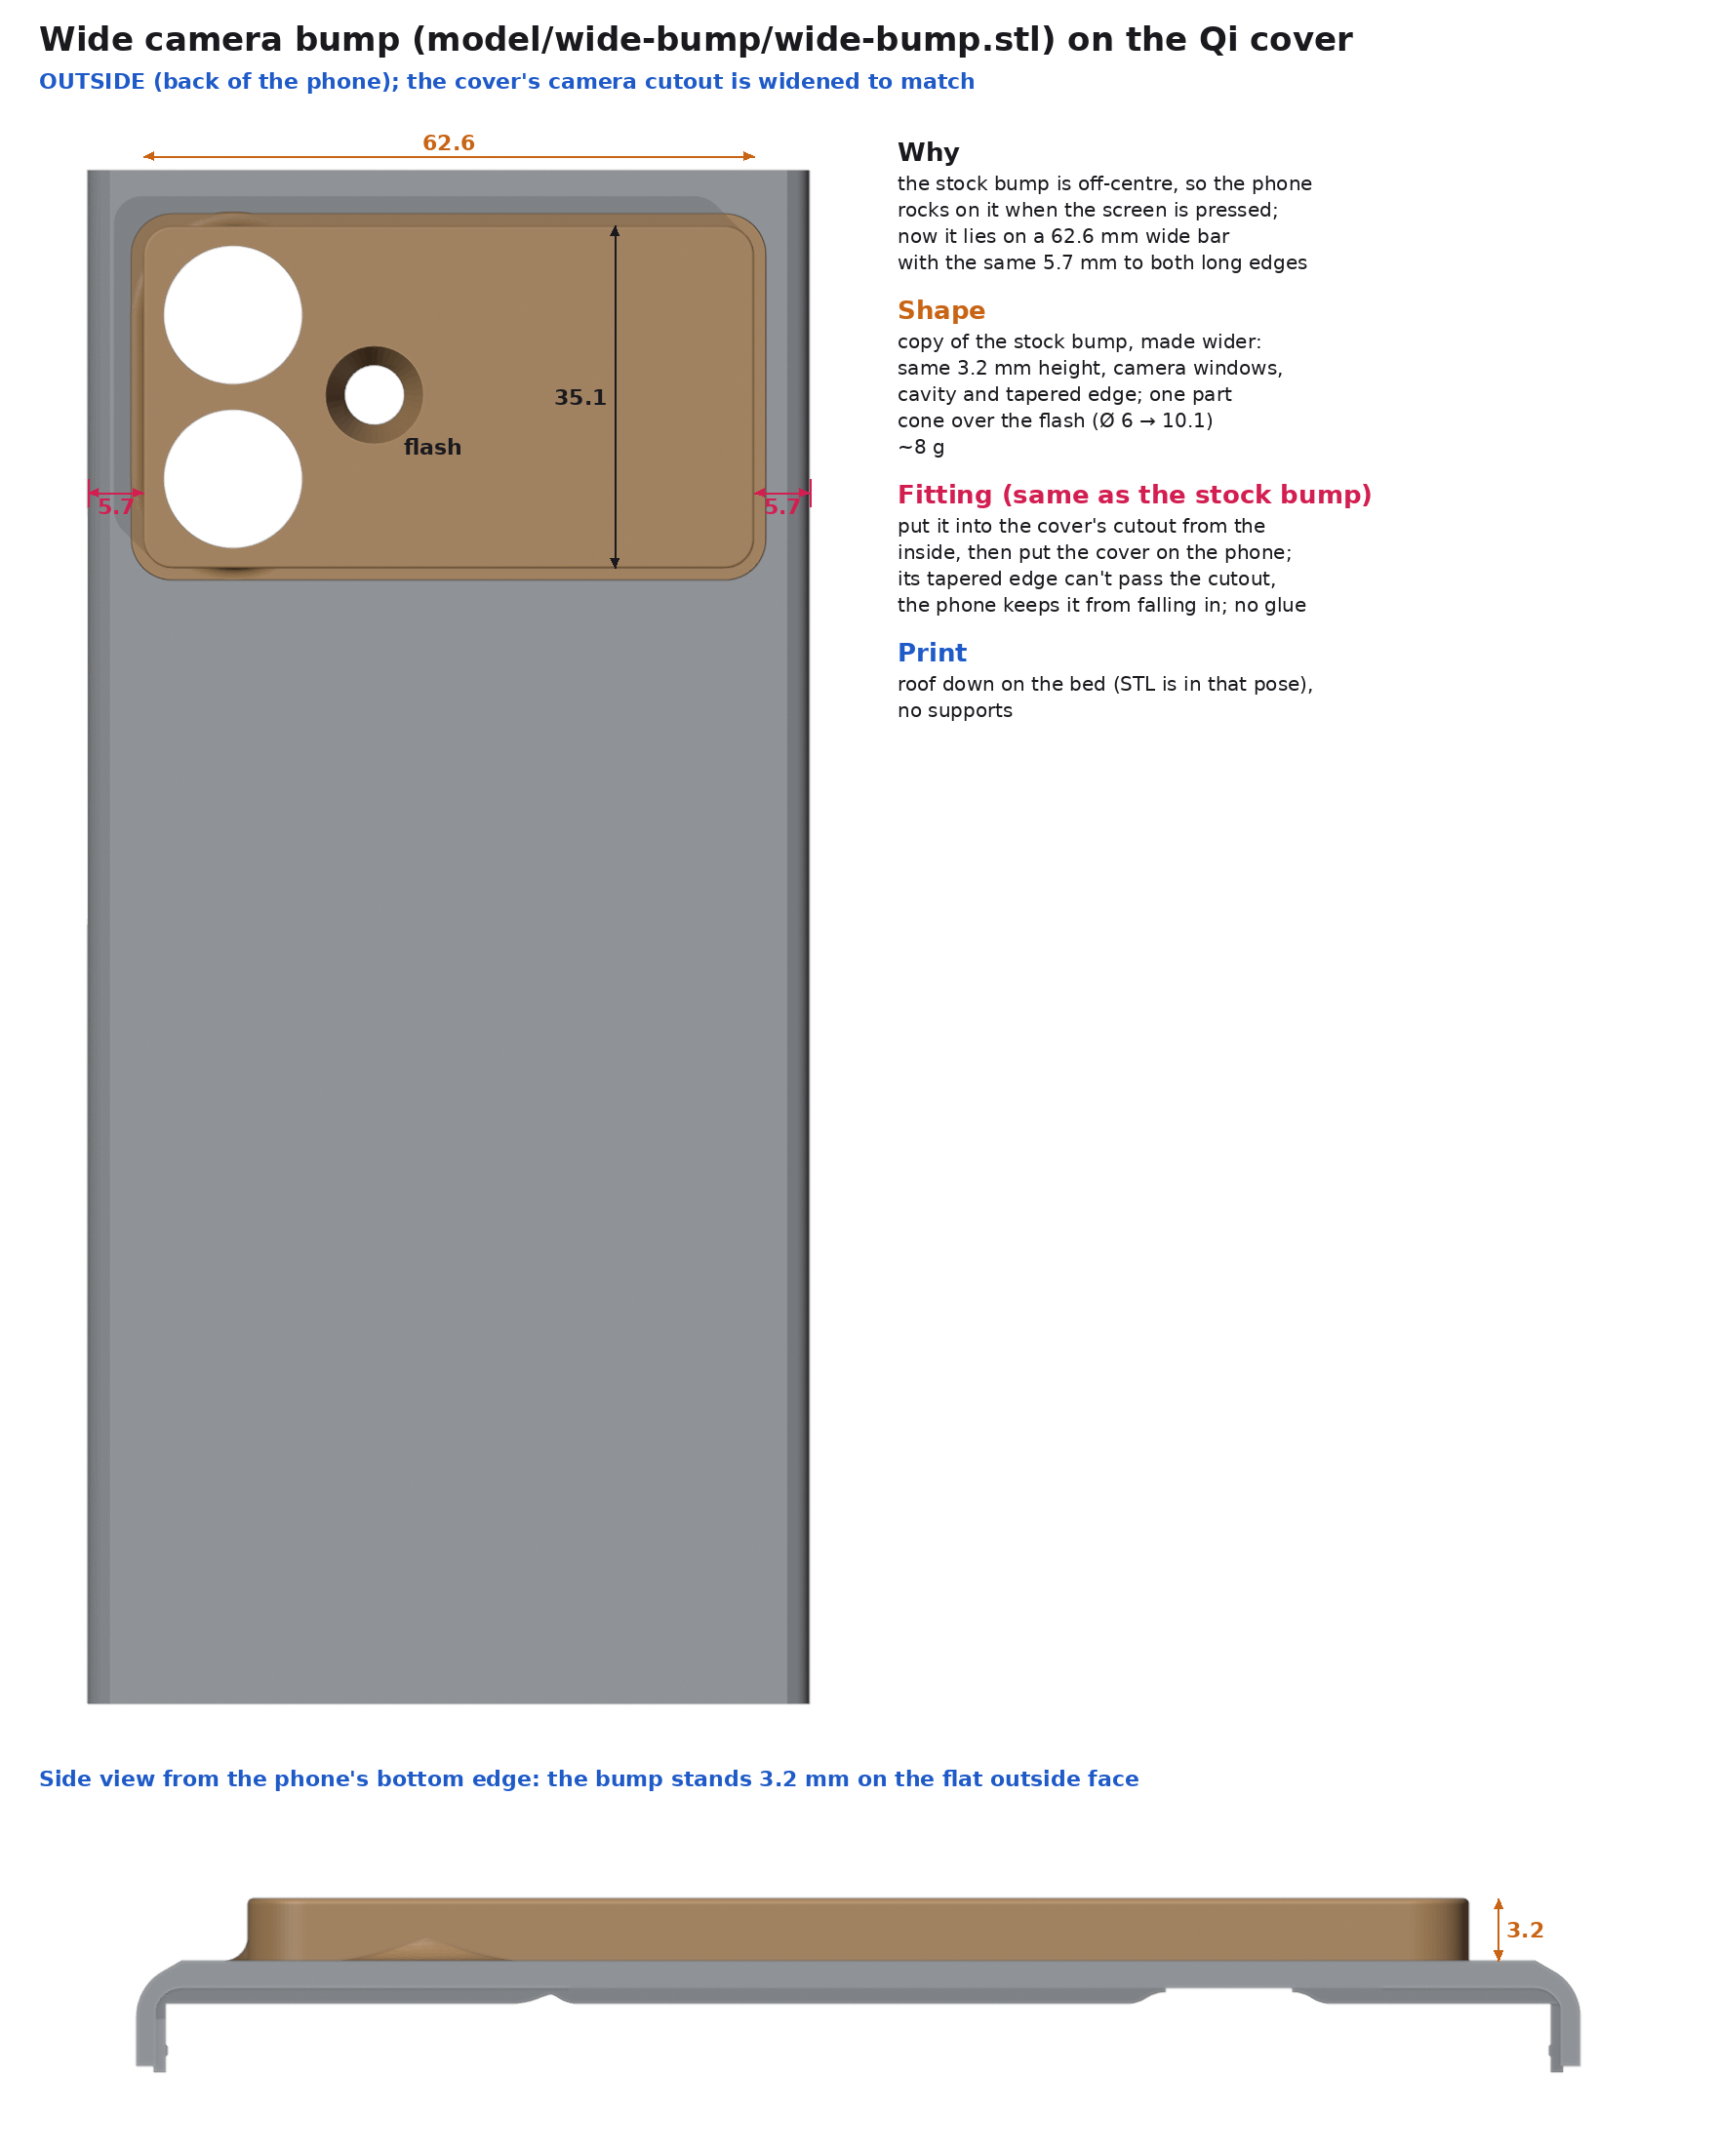 Wide camera bump (model/wide-bump/wide-bump.stl) on the Qi cover
OUTSIDE (back of the phone); the cover's camera cutout is widened to match
62.6
35.1
flash
5.7
5.7
Why
the stock bump is off-centre, so the phone
rocks on it when the screen is pressed;
now it lies on a 62.6 mm wide bar
with the same 5.7 mm to both long edges
Shape
copy of the stock bump, made wider:
same 3.2 mm height, camera windows,
cavity and tapered edge; one part
cone over the flash (Ø 6 → 10.1)
~8 g
Fitting (same as the stock bump)
put it into the cover's cutout from the
inside, then put the cover on the phone;
its tapered edge can't pass the cutout,
the phone keeps it from falling in; no glue
Print
roof down on the bed (STL is in that pose),
no supports
Side view from the phone's bottom edge: the bump stands 3.2 mm on the flat outside face
3.2